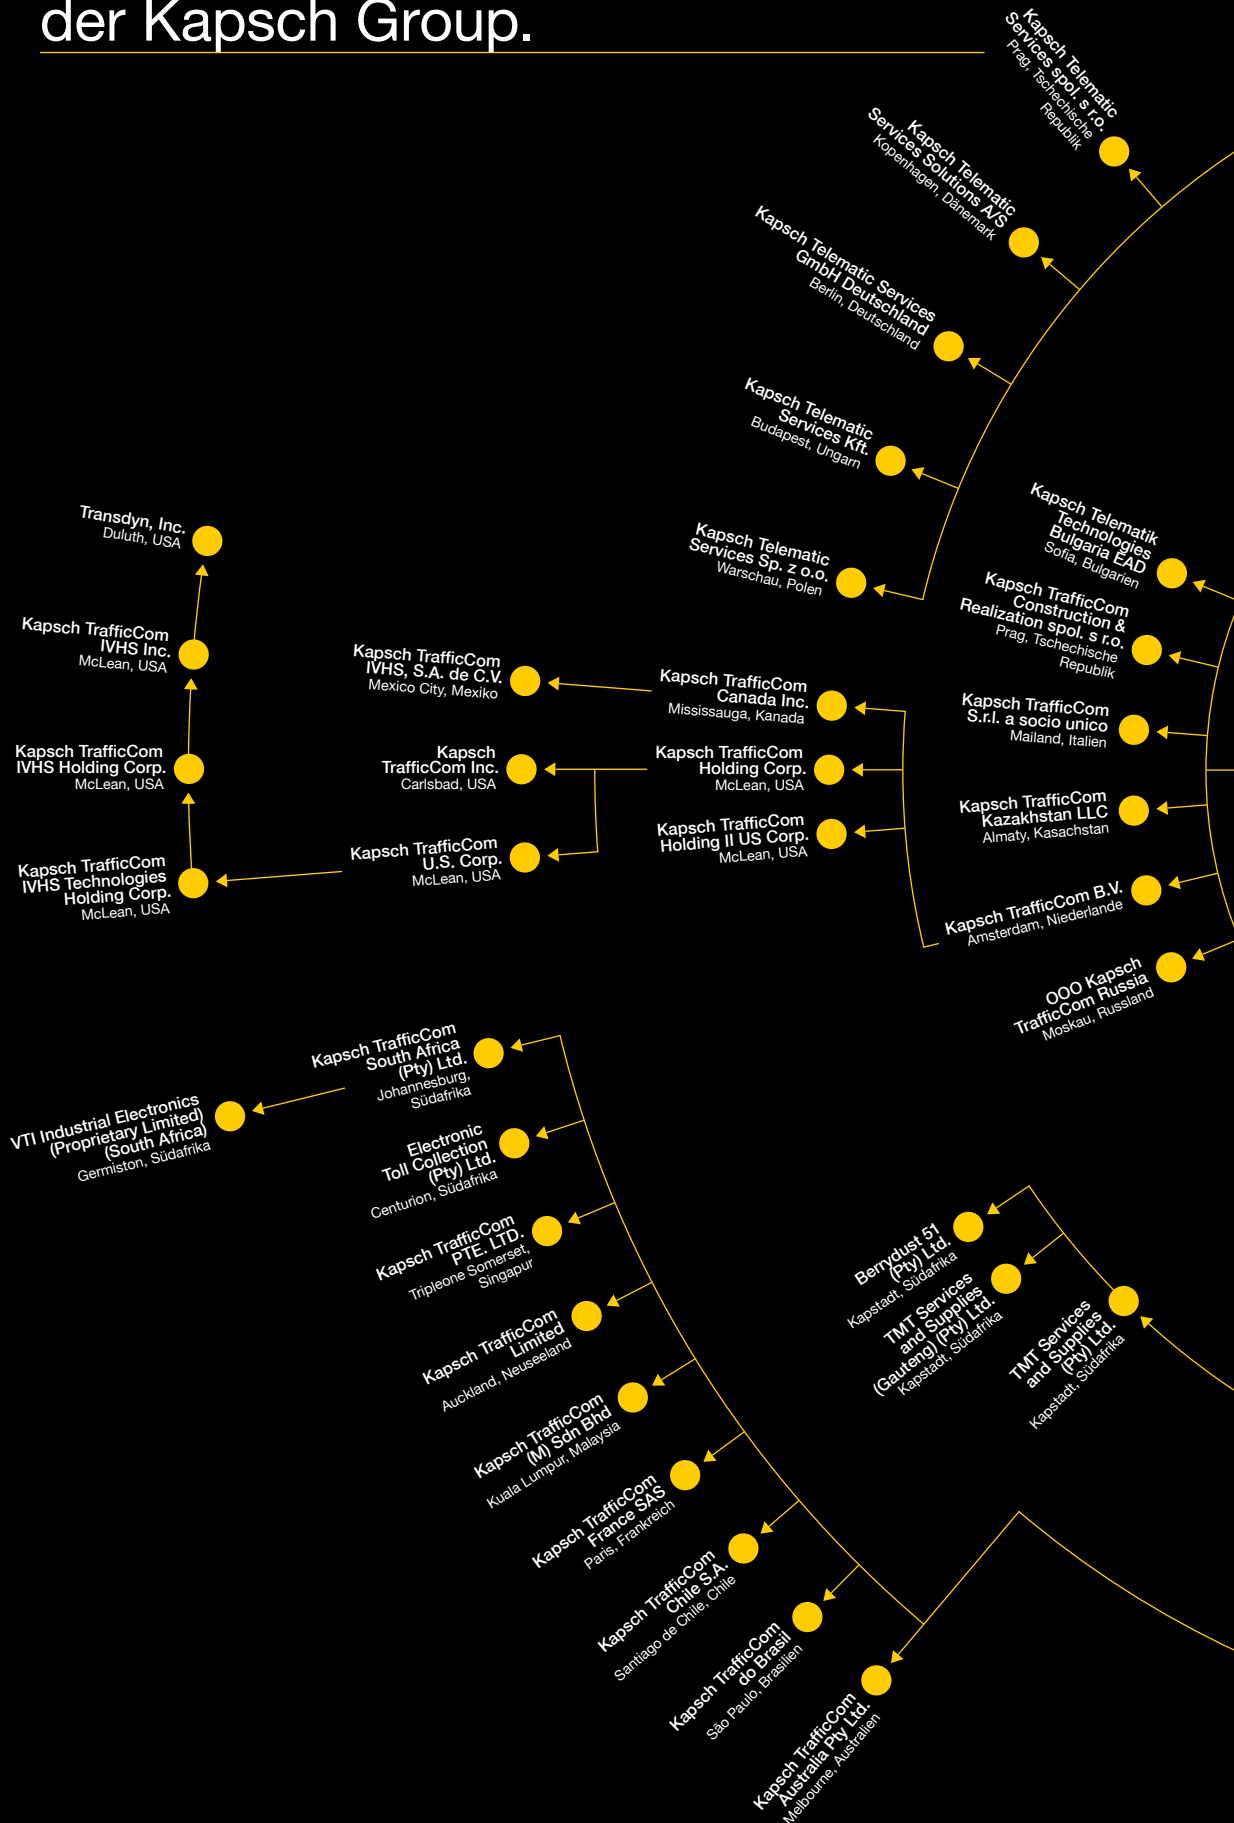 der Kapsch Group.
Kapsch Telematic
Services spol. s r.o.
Prag, Tschechische
Republik
Kapsch Telematic
Services Solutions A/S
Kopenhagen, Dänemark
Kapsch Telematic Services
GmbH Deutschland
Berlin, Deutschland
Kapsch Telematic
Services Kft.
Budapest, Ungarn
Kapsch Telematic
Services Sp. z o.o.
Warschau, Polen
Kapsch Telematik
Technologies
Bulgaria EAD
Sofia, Bulgarien
Kapsch TrafficCom
Construction &
Realization spol. s r.o.
Prag, Tschechische
Republik
Kapsch TrafficCom
S.r.l. a socio unico
Mailand, Italien
Kapsch TrafficCom
Kazakhstan LLC
Almaty, Kasachstan
Kapsch TrafficCom B.V.
Amsterdam, Niederlande
OOO Kapsch
TrafficCom Russia
Moskau, Russland
Transdyn, Inc.
Duluth, USA
Kapsch TrafficCom
IVHS Inc.
McLean, USA
Kapsch TrafficCom
IVHS Holding Corp.
McLean, USA
Kapsch TrafficCom
IVHS Technologies
Holding Corp.
McLean, USA
Kapsch TrafficCom
IVHS, S.A. de C.V.
Mexico City, Mexiko
Kapsch
TrafficCom Inc.
Carlsbad, USA
Kapsch TrafficCom
U.S. Corp.
McLean, USA
Kapsch TrafficCom
Canada Inc.
Mississauga, Kanada
Kapsch TrafficCom
Holding Corp.
McLean, USA
Kapsch TrafficCom
Holding II US Corp.
McLean, USA
Kapsch TrafficCom
South Africa
(Pty) Ltd.
Johannesburg,
Südafrika
VTI Industrial Electronics
(Proprietary Limited)
(South Africa)
Germiston, Südafrika
Electronic
Toll Collection
(Pty) Ltd.
Centurion, Südafrika
Kapsch TrafficCom
PTE. LTD.
Tripleone Somerset,
Singapur
Kapsch TrafficCom
Limited
Auckland, Neuseeland
Kapsch TrafficCom
(M) Sdn Bhd
Kuala Lumpur, Malaysia
Kapsch TrafficCom
France SAS
Paris, Frankreich
Kapsch TrafficCom
Chile S.A.
Santiago de Chile, Chile
Kapsch TrafficCom
do Brasil
São Paulo, Brasilien
Kapsch TrafficCom
Australia Pty Ltd.
Melbourne, Australien
Berrydust 51
(Pty) Ltd.
Kapstadt, Südafrika
TMT Services
and Supplies
(Gauteng) (Pty) Ltd.
Kapstadt, Südafrika
TMT Services
and Supplies
(Pty) Ltd.
Kapstadt, Südafrika